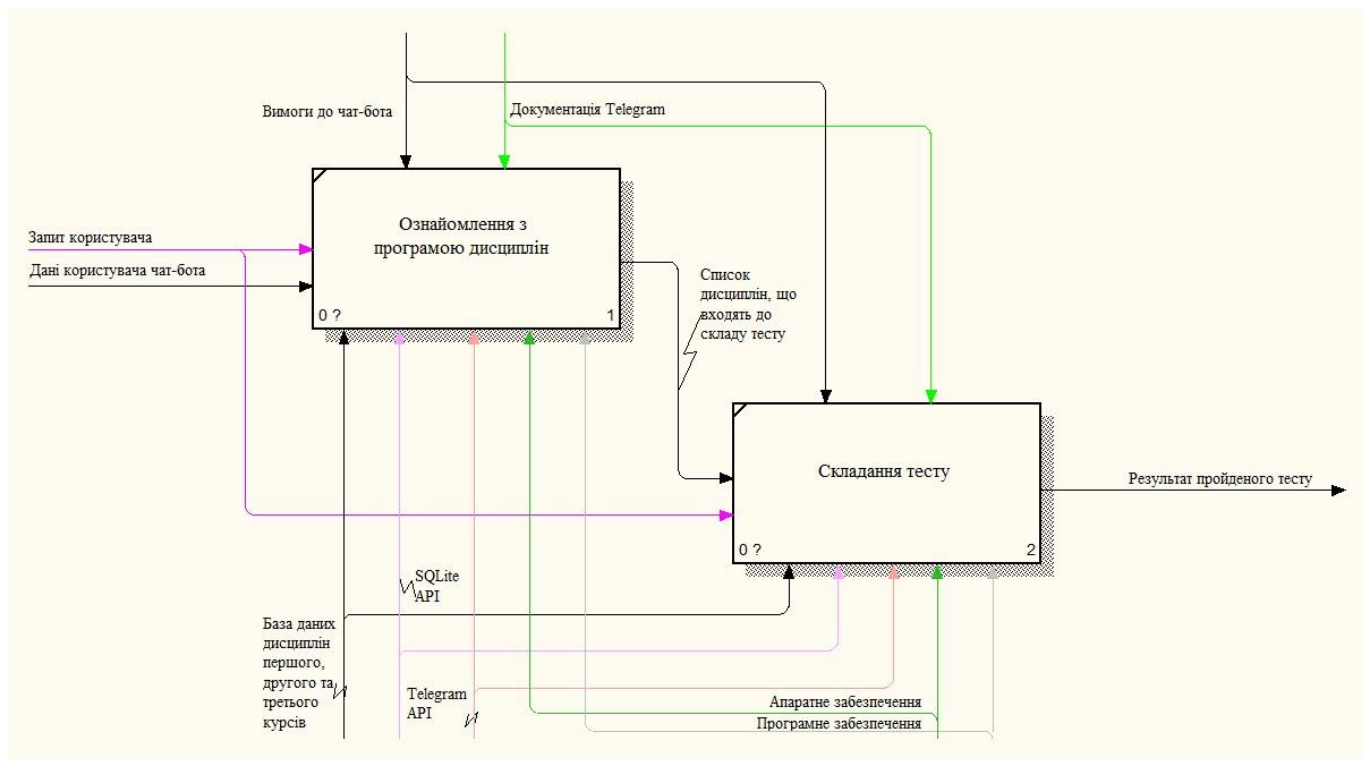 Вимоги до чат-бота
Документація Telegram
Ознайомлення з
програмою дисциплін
0 ?
1
Запит користувача
Дані користувача чат-бота
Список
дисциплін, що
входять до
складу тесту
Складання тесту
0 ?
2
Результат пройденого тесту
SQLite
API
База даних
дисциплін
першого,
другого та
третього
курсів
Telegram
API
Апаратне забезпечення
Програмне забезпечення